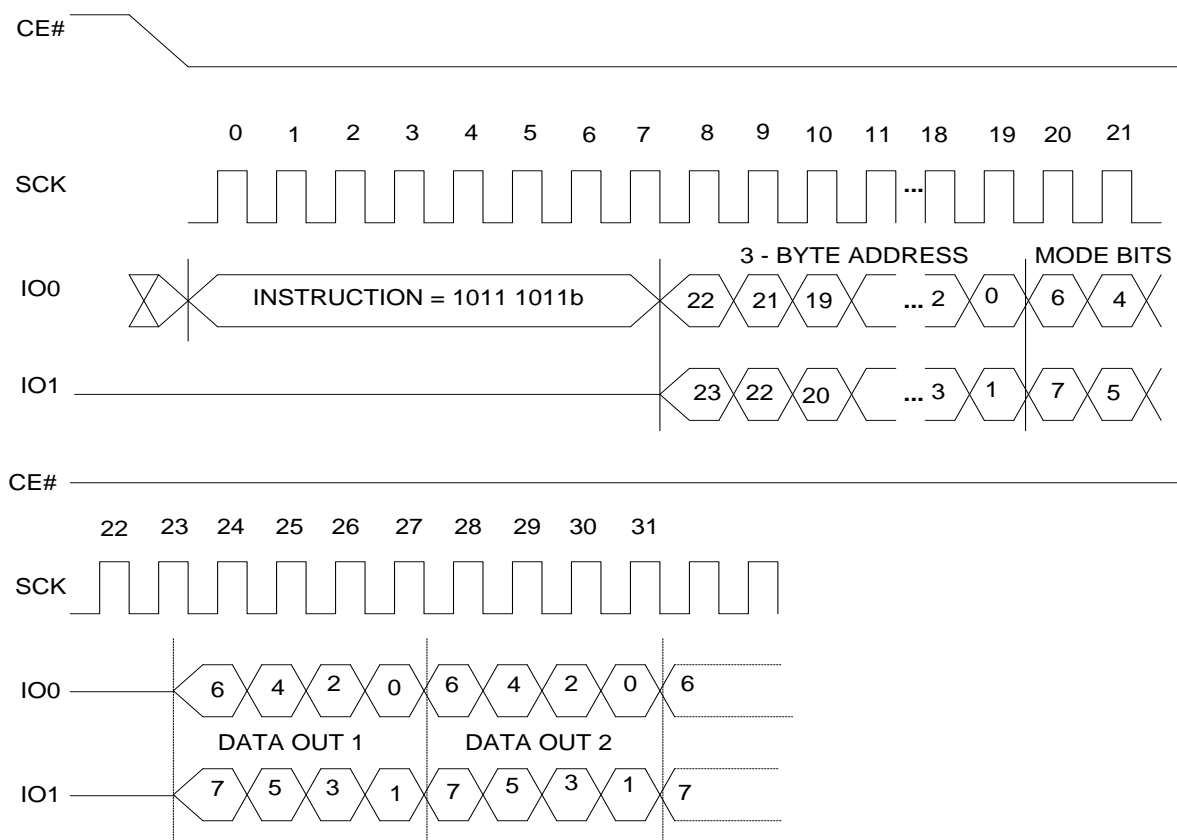 CE#
0 1 2 3 4 5 6 7 8 9 10 11 18 19 20 21
SCK ...
3 - BYTE ADDRESS MODE BITS
IO0 INSTRUCTION = 1011 1011b 22 21 19 ... 2 0 6 4
IO1 23 22 20 ... 3 1 7 5
CE#
22 23 24 25 26 27 28 29 30 31
SCK
IO0 6 4 2 0 6 4 2 0 6
DATA OUT 1 DATA OUT 2
IO1 7 5 3 1 7 5 3 1 7